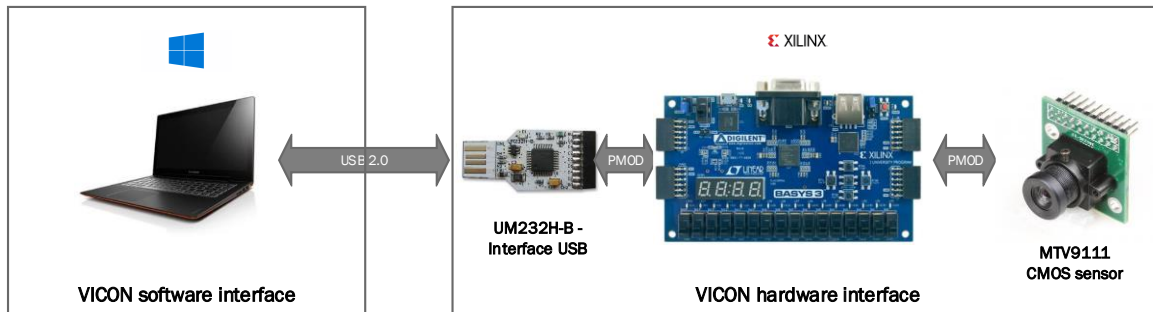 XILINX
DIGILENT
XILINX
LINEAR
BASYS 3
USB 2.0
PMOD
PMOD
UM232H-B -
Interface USB
MTV9111
CMOS sensor
VICON software interface
VICON hardware interface